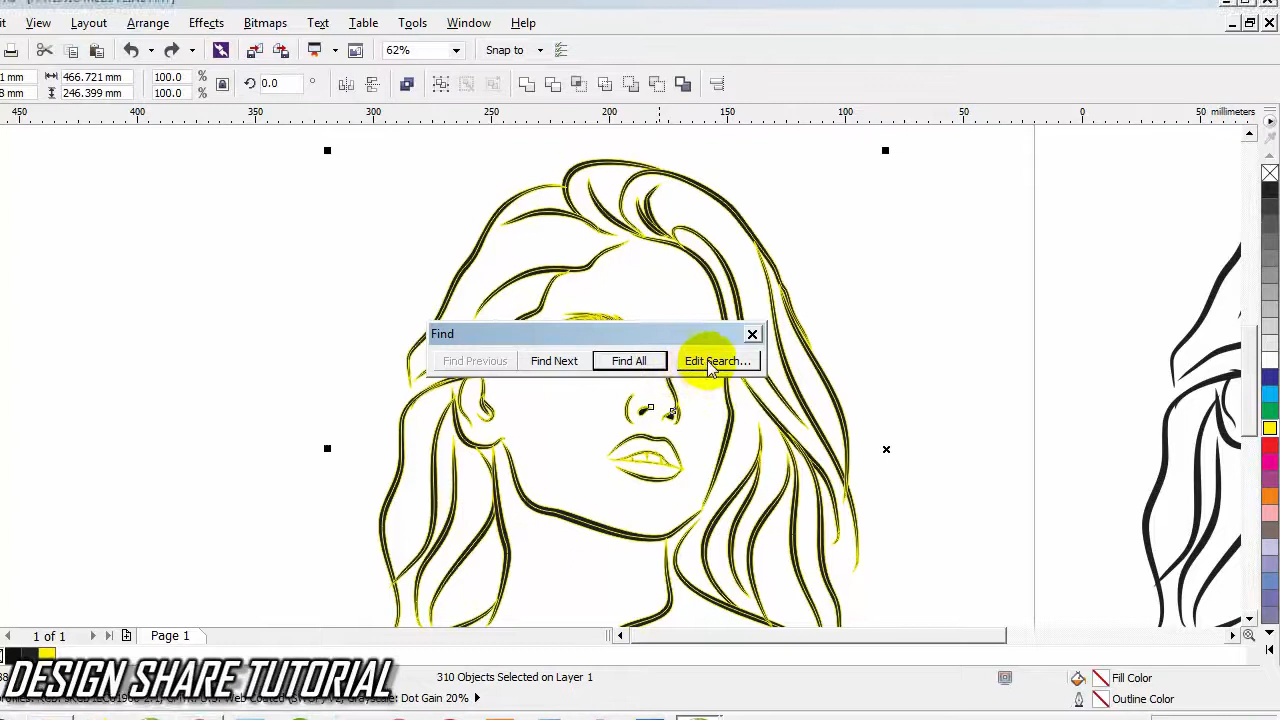 View Layout Arrange Effects Bitmaps Text Table Tools Window Help
62% Snap to
466.721 mm 100.0 % 0.0 °
246.399 mm 100.0 %
450 400 350 300 250 200 150 100 50 0 50 millimeters
Find
Find Previous Find Next Find All Edit Search...
1 of 1 Page 1
310 Objects Selected on Layer 1 Fill Color
DESIGN SHARE TUTORIAL
Dot Gain 20% Outline Color